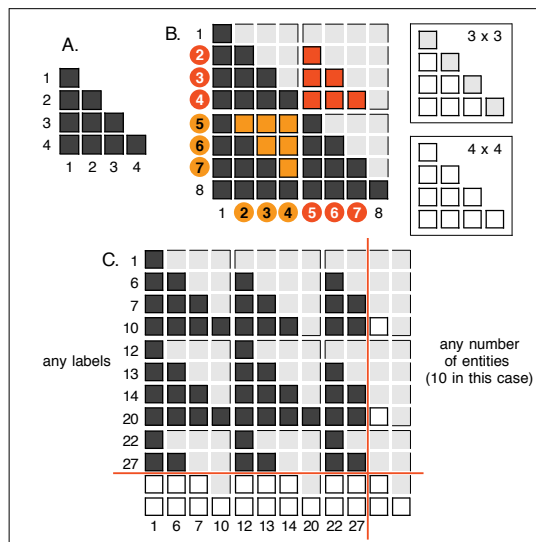 A.
1
2
3
4
1 2 3 4
B.
1
2
3
4
5
6
7
8
1 2 3 4 5 6 7 8
3 x 3
4 x 4
C.
1
6
7
10
12
13
14
20
22
27
1 6 7 10 12 13 14 20 22 27
any labels
any number
of entities
(10 in this case)